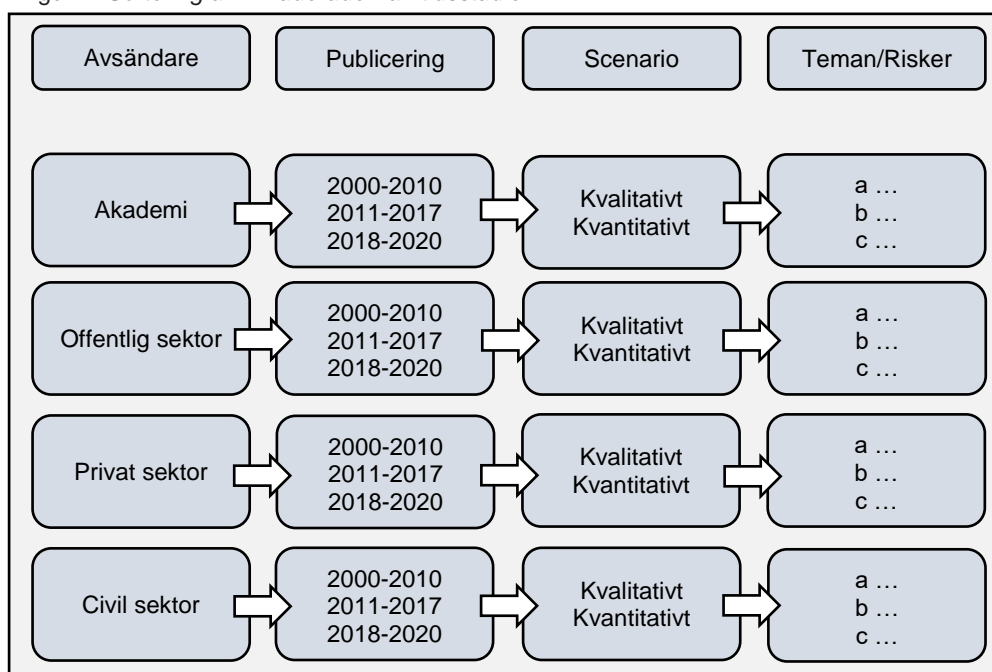 Avsändare
Publicering
Scenario
Teman/Risker
Akademi
2000-2010
2011-2017
2018-2020
Kvalitativt
Kvantitativt
a …
b …
c …
Offentlig sektor
2000-2010
2011-2017
2018-2020
Kvalitativt
Kvantitativt
a …
b …
c …
Privat sektor
2000-2010
2011-2017
2018-2020
Kvalitativt
Kvantitativt
a …
b …
c …
Civil sektor
2000-2010
2011-2017
2018-2020
Kvalitativt
Kvantitativt
a …
b …
c …